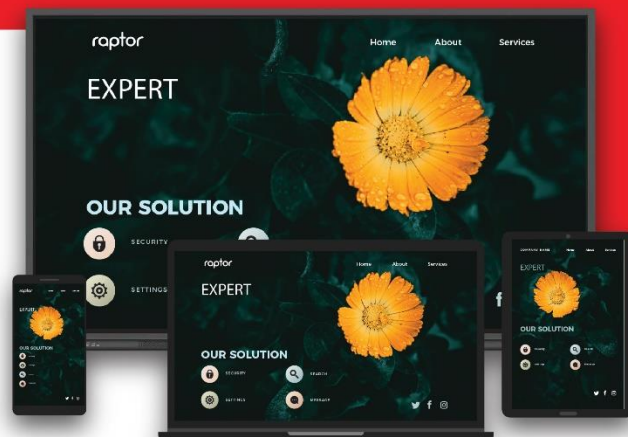 raptor
Home About Services
EXPERT
OUR SOLUTION
SECURITY
SETTINGS
raptor
Home About Services
EXPERT
OUR SOLUTION
SECURITY SEARCH
SETTINGS MESSAGE
raptor
EXPERT
OUR SOLUTION
EXPERT
OUR SOLUTION